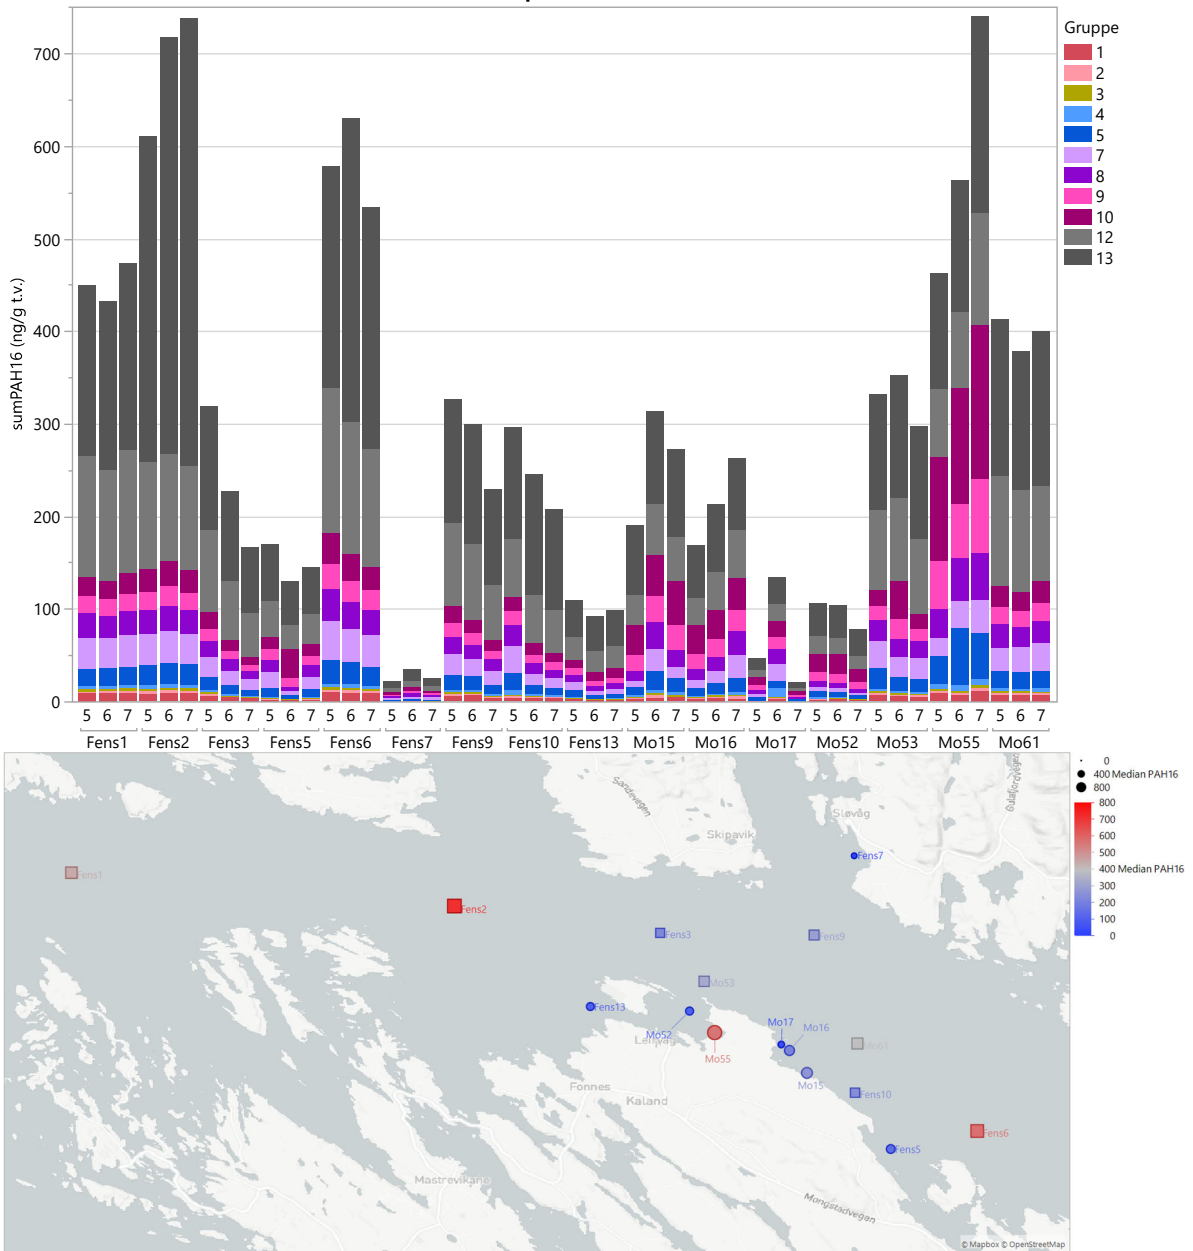 Gruppe
1
2
3
4
5
7
8
9
10
12
13
sumPAH16 (ng/g t.v.)
700
600
500
400
300
200
100
0
5 6 7 5 6 7 5 6 7 5 6 7 5 6 7 5 6 7 5 6 7 5 6 7 5 6 7 5 6 7 5 6 7 5 6 7 5 6 7 5 6 7 5 6 7 5 6 7
Fens1 Fens2 Fens3 Fens5 Fens6 Fens7 Fens9 Fens10 Fens13 Mo15 Mo16 Mo17 Mo52 Mo53 Mo55 Mo61
0
400 Median PAH16
800
800
700
600
500
400 Median PAH16
300
200
100
0
Sandevegen
Skipavik
Sløvåg
Fens7
Fens1
Fens2
Fens3
Fens9
Mo53
Fens13
Mo52
Mo17
Mo16
Mo61
Mo55
Mo15
Fonnes
Kaland
Fens10
Fens6
Fens5
Mastrevikane
Mongstadvegen
© Mapbox © OpenStreetMap